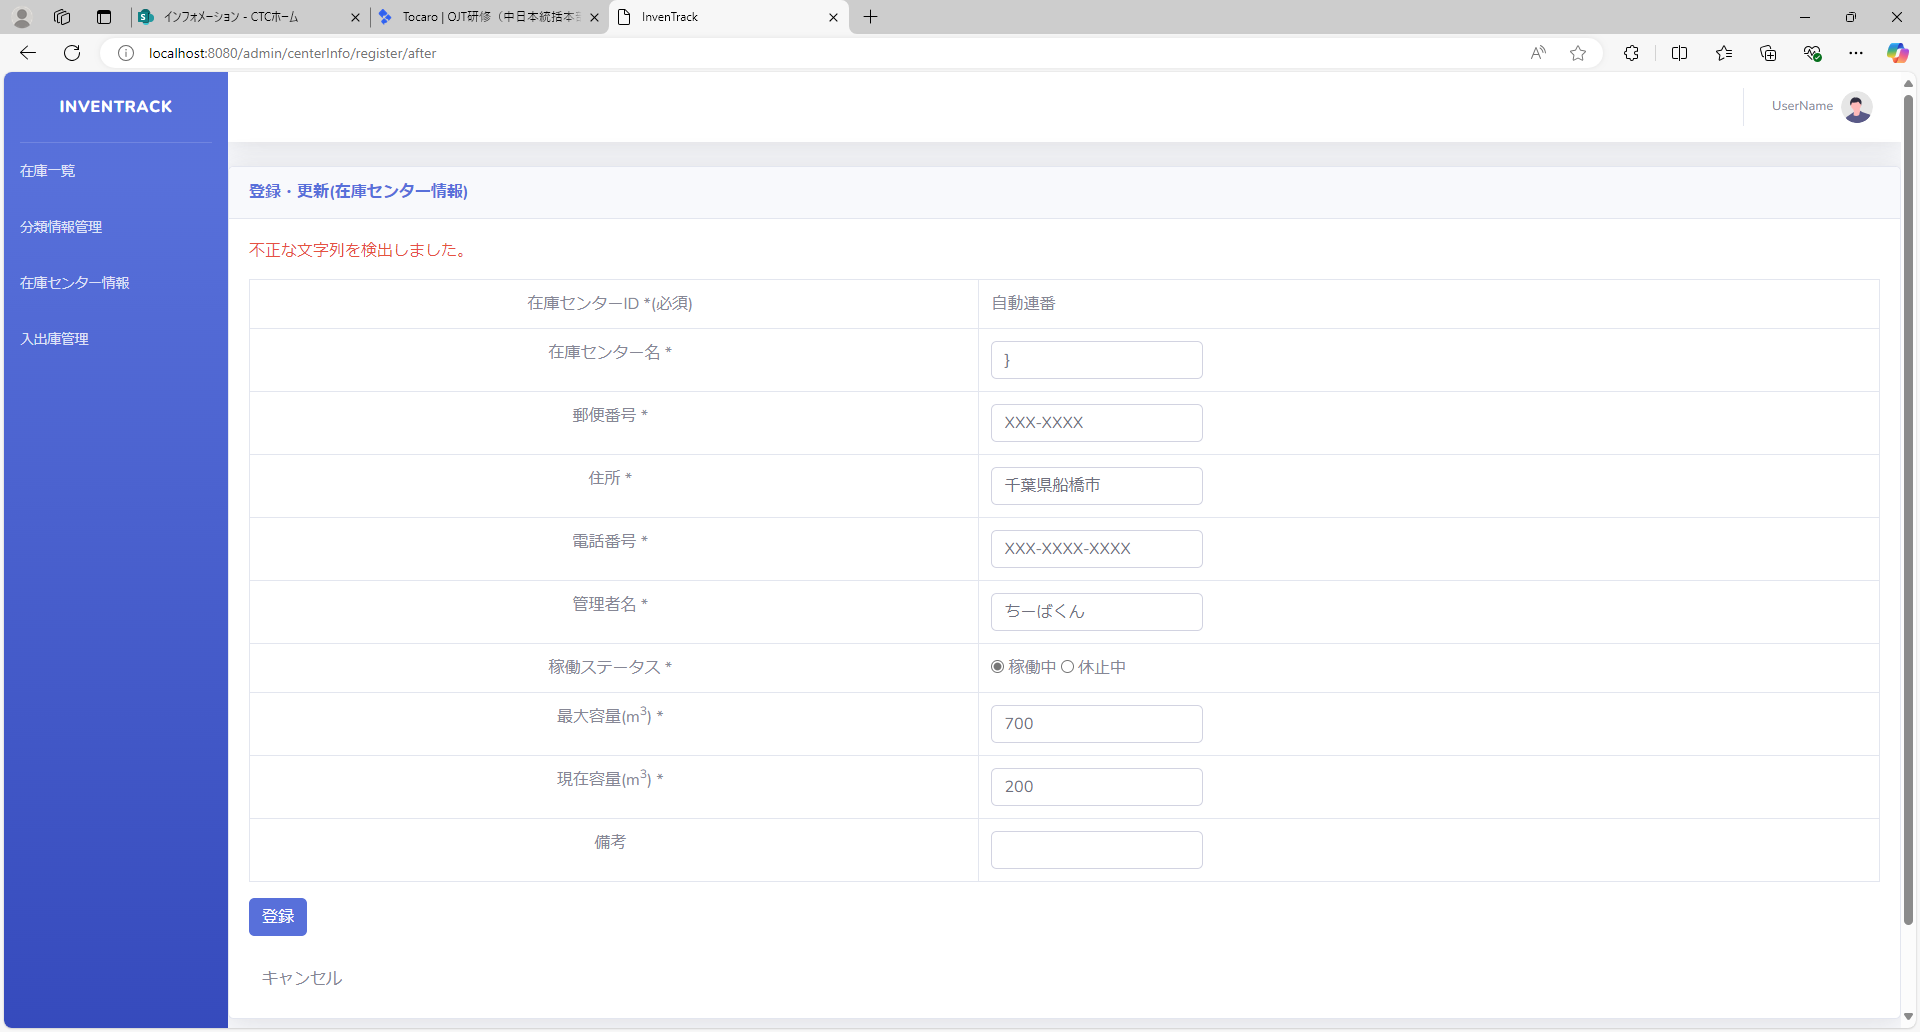 インフォメーション - CTCホーム
Tocaro | OJT研修（中日本統括本
InvenTrack
localhost:8080/admin/centerInfo/register/after
INVENTRACK
UserName
在庫一覧
分類情報管理
在庫センター情報
入出庫管理
登録・更新(在庫センター情報)
不正な文字列を検出しました。
在庫センターID *(必須) 自動連番
在庫センター名 * }
郵便番号 * XXX-XXXX
住所 * 千葉県船橋市
電話番号 * XXX-XXXX-XXXX
管理者名 * ちーばくん
稼働ステータス * 稼働中 休止中
最大容量(m3) * 700
現在容量(m3) * 200
備考
登録
キャンセル